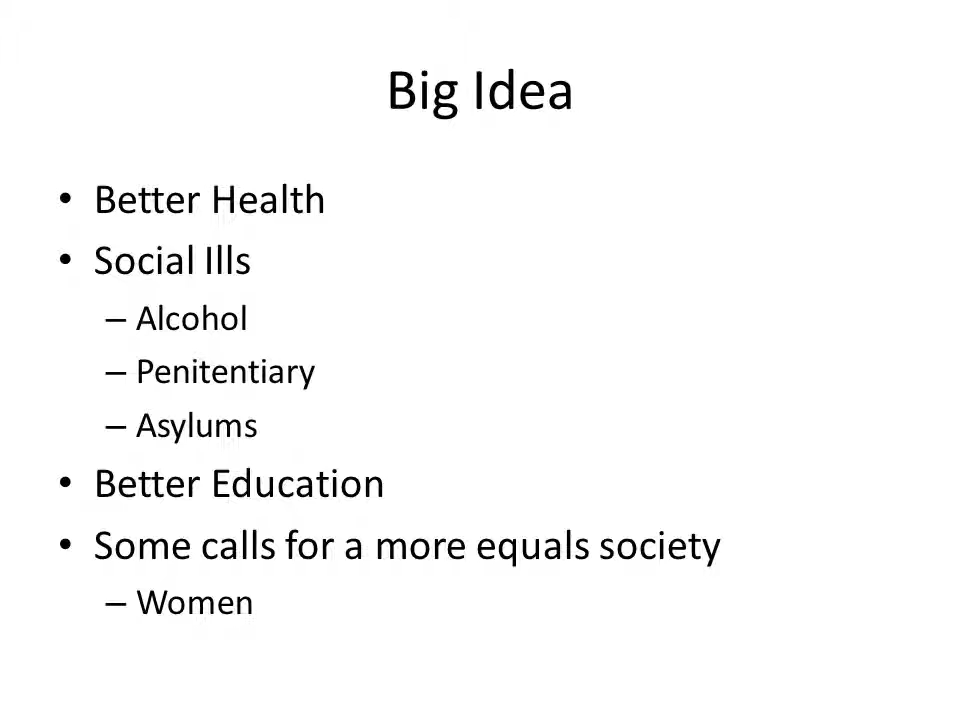 Big Idea
• Better Health
• Social Ills
– Alcohol
– Penitentiary
– Asylums
• Better Education
• Some calls for a more equals society
– Women